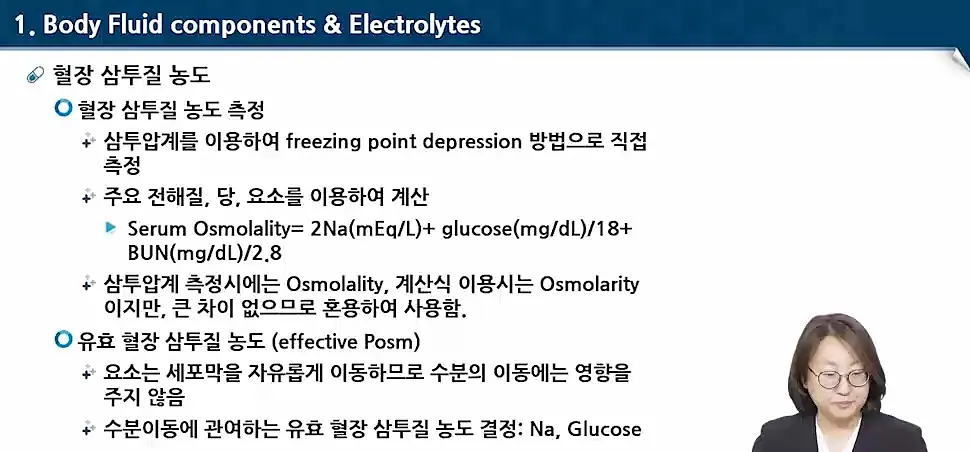 1. Body Fluid components & Electrolytes
혈장 삼투질 농도
혈장 삼투질 농도 측정
삼투압계를 이용하여 freezing point depression 방법으로 직접
측정
주요 전해질, 당, 요소를 이용하여 계산
Serum Osmolality= 2Na(mEq/L)+ glucose(mg/dL)/18+
BUN(mg/dL)/2.8
삼투압계 측정시에는 Osmolality, 계산식 이용시는 Osmolarity
이지만, 큰 차이 없으므로 혼용하여 사용함.
유효 혈장 삼투질 농도 (effective Posm)
요소는 세포막을 자유롭게 이동하므로 수분의 이동에는 영향을
주지 않음
수분이동에 관여하는 유효 혈장 삼투질 농도 결정: Na, Glucose